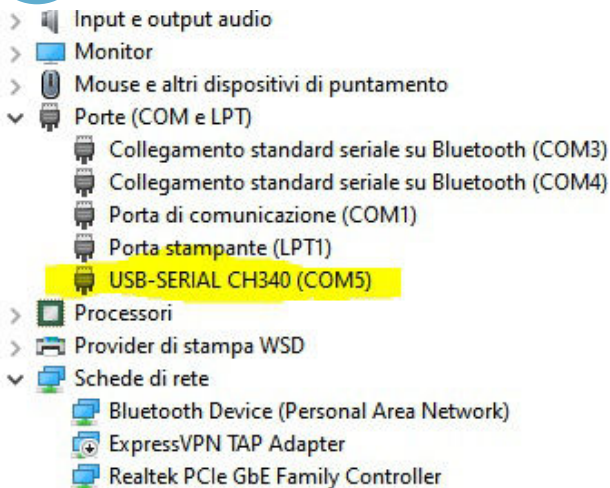 Input e output audio
Monitor
Mouse e altri dispositivi di puntamento
Porte (COM e LPT)
Collegamento standard seriale su Bluetooth (COM3)
Collegamento standard seriale su Bluetooth (COM4)
Porta di comunicazione (COM1)
Porta stampante (LPT1)
USB-SERIAL CH340 (COM5)
Processori
Provider di stampa WSD
Schede di rete
Bluetooth Device (Personal Area Network)
ExpressVPN TAP Adapter
Realtek PCIe GbE Family Controller